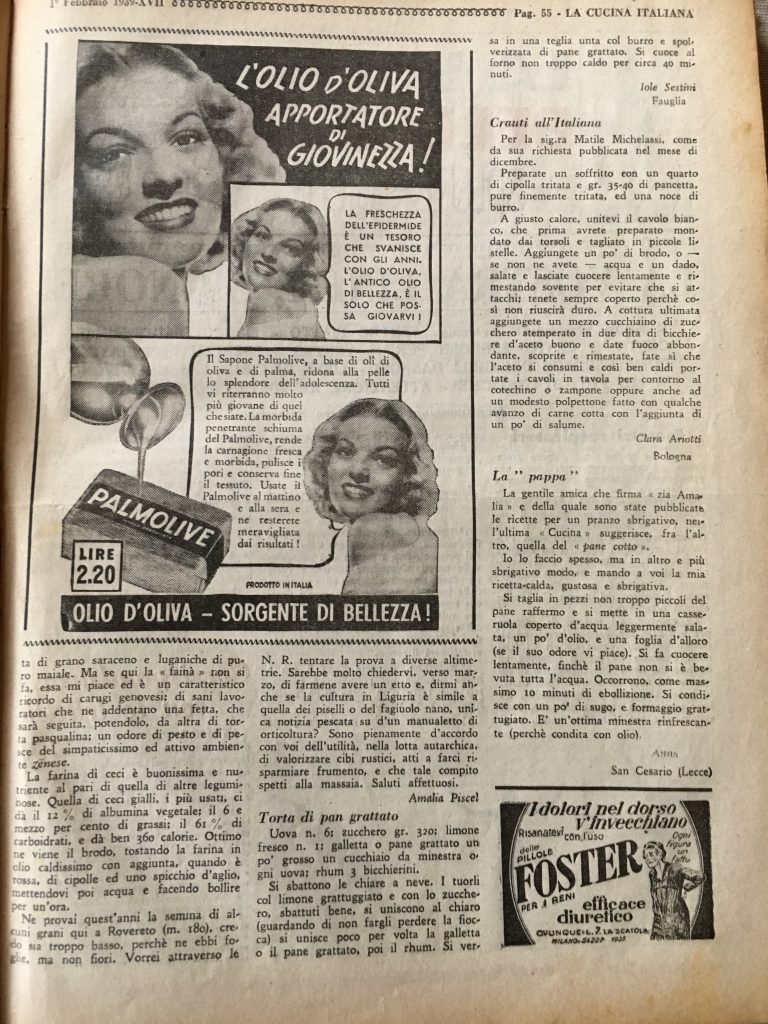 1° Febbraio 1939-XVII
Pag. 55 - LA CUCINA ITALIANA
L'OLIO D'OLIVA
APPORTATORE
DI
GIOVINEZZA!
LA FRESCHEZZA
DELL'EPIDERMIDE
È UN TESORO
CHE SVANISCE
CON GLI ANNI.
L'OLIO D'OLIVA,
L'ANTICO OLIO
DI BELLEZZA, È IL
SOLO CHE POS-
SA GIOVARVI!
Il Sapone Palmolive, a base di olî di
oliva e di palma, ridona alla pelle
lo splendore dell'adolescenza. Tutti
vi riterranno molto
più giovane di quel
che siate. La morbida
penetrante schiuma
del Palmolive, rende
la carnagione fresca
e morbida, pulisce i
pori e conserva fine
il tessuto. Usate il
Palmolive al mattino
e alla sera e
ne resterete
meravigliata
dai risultati!
PALMOLIVE
LIRE
2.20
PRODOTTO IN ITALIA
OLIO D'OLIVA – SORGENTE DI BELLEZZA!
ta di grano saraceno e luganiche di pu-
ro maiale. Ma se qui la « fainà » non si
fa, essa mi piace ed è un caratteristico
ricordo di carugi genovesi; di sani lavo-
ratori che ne addentano una fetta, che
sarà seguita, potendolo, da altra di tor-
ta pasqualina; un odore di pesto e di pe-
sce del simpaticissimo ed attivo ambien-
te zënese.
La farina di ceci è buonissima e nu-
triente al pari di quella di altre legumi-
nose. Quella di ceci gialli, i più usati, ci
dà il 12 % di albumina vegetale; il 6 e
mezzo per cento di grassi; il 61 % di
carboidrati, e dà ben 360 calorie. Ottimo
ne viene il brodo, tostando la farina in
olio caldissimo con aggiunta, quando è
rossa, di cipolle ed uno spicchio d'aglio,
mettendovi poi acqua e facendo bollire
per un'ora.
Ne provai quest'anni la semina di al-
cuni grani qui a Rovereto (m. 180), cre-
do sia troppo basso, perchè ne ebbi fo-
glie, ma non fiori. Vorrei attraverso le
N. R. tentare la prova a diverse altime-
trie. Sarebbe molto chiedervi, verso mar-
zo, di farmene avere un etto e, dirmi an-
che se la cultura in Liguria è simile a
quella dei piselli o del fagiuolo nano, una
notizia pescata su d'un manualetto di
orticoltura? Sono pienamente d'accordo
con voi dell'utilità, nella lotta autarchica,
di valorizzare cibi rustici, atti a farci ri-
sparmiare frumento, e che tale compito
spetti alla massaia. Saluti affettuosi.
Amalia Piscel
Torta di pan grattato
Uova n. 6; zucchero gr. 320; limone
fresco n. 1; galletta o pane grattato un
po' grosso un cucchiaio da minestra o-
gni uova; rhum 3 bicchierini.
Si sbattono le chiare a neve. I tuorli
col limone grattuggiato e con lo zucche-
ro, sbattuti bene, si uniscono al chiaro
(guardando di non fargli perdere la fioc-
ca) si unisce poco per volta la galletta
o il pane grattato, poi il rhum. Si ver-
sa in una teglia unta col burro e spol-
verizzata di pane grattato. Si cuoce al
forno non troppo caldo per circa 40 mi-
nuti.
Iole Sestini
Fauglia
Crauti all'Italiana
Per la sig.ra Matile Michelassi, come
da sua richiesta pubblicata nel mese di
dicembre.
Preparate un soffritto con un quarto
di cipolla tritata e gr. 35-40 di pancetta,
pure finemente tritata, ed una noce di
burro.
A giusto calore, unitevi il cavolo bian-
co, che prima avrete preparato mon-
dato dai torsoli e tagliato in piccole li-
stelle. Aggiungete un po' di brodo, o —
se non ne avete — acqua e un dado,
salate e lasciate cuocere lentamente e ri-
mestando sovente per evitare che si at-
tacchi; tenete sempre coperto perchè co-
sì non riuscirà duro. A cottura ultimata
aggiungete un mezzo cucchiaino di zuc-
chero stemperato in due dita di bicchie-
re d'aceto buono e date fuoco abbon-
dante, scoprite e rimestate, fate sì che
l'aceto si consumi e così ben caldi por-
tate i cavoli in tavola per contorno al
cotechino o zampone oppure anche ad
un modesto polpettone fatto con qualche
avanzo di carne cotta con l'aggiunta di
un po' di salume.
Clara Ariotti
Bologna
La " pappa "
La gentile amica che firma « zia Ama-
lia » e della quale sono state pubblicate
le ricette per un pranzo sbrigativo, nel-
l'ultima « Cucina » suggerisce, fra l'al-
tro, quella del « pane cotto ».
Io lo faccio spesso, ma in altro e più
sbrigativo modo, e mando a voi la mia
ricetta-calda, gustosa e sbrigativa.
Si taglia in pezzi non troppo piccoli del
pane raffermo e si mette in una casse-
ruola coperto d'acqua leggermente sala-
ta, un po' d'olio, e una foglia d'alloro
(se il suo odore vi piace). Si fa cuocere
lentamente, finchè il pane non si è be-
vuta tutta l'acqua. Occorrono, come mas-
simo 10 minuti di ebollizione. Si condi-
sce con un po' di sugo, e formaggio grat-
tugiato. E' un'ottima minestra rinfrescan-
te (perchè condita con olio).
Anna
San Cesario (Lecce)
I dolori nel dorso
v'invecchiano
Risanatevi con l'uso
delle
PILLOLE
FOSTER
PER I RENI
Ogni
figura
un
fatto
efficace
diuretico
OVUNQUE L. 7. LA SCATOLA